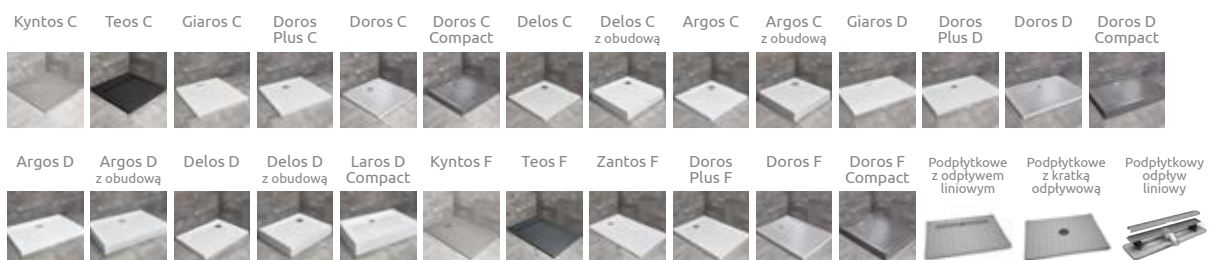 Kyntos C
Teos C
Giaros C
Doros
Plus C
Doros C
Doros C
Compact
Delos C
Delos C
z obudową
Argos C
Argos C
z obudową
Giaros D
Doros
Plus D
Doros D
Doros D
Compact
Argos D
Argos D
z obudową
Delos D
Delos D
z obudową
Laros D
Compact
Kyntos F
Teos F
Zantos F
Doros
Plus F
Doros F
Doros F
Compact
Podpłytkowe
z odpływem
liniowym
Podpłytkowe
z kratką
odpływową
Podpłytkowy
odpływ
liniowy